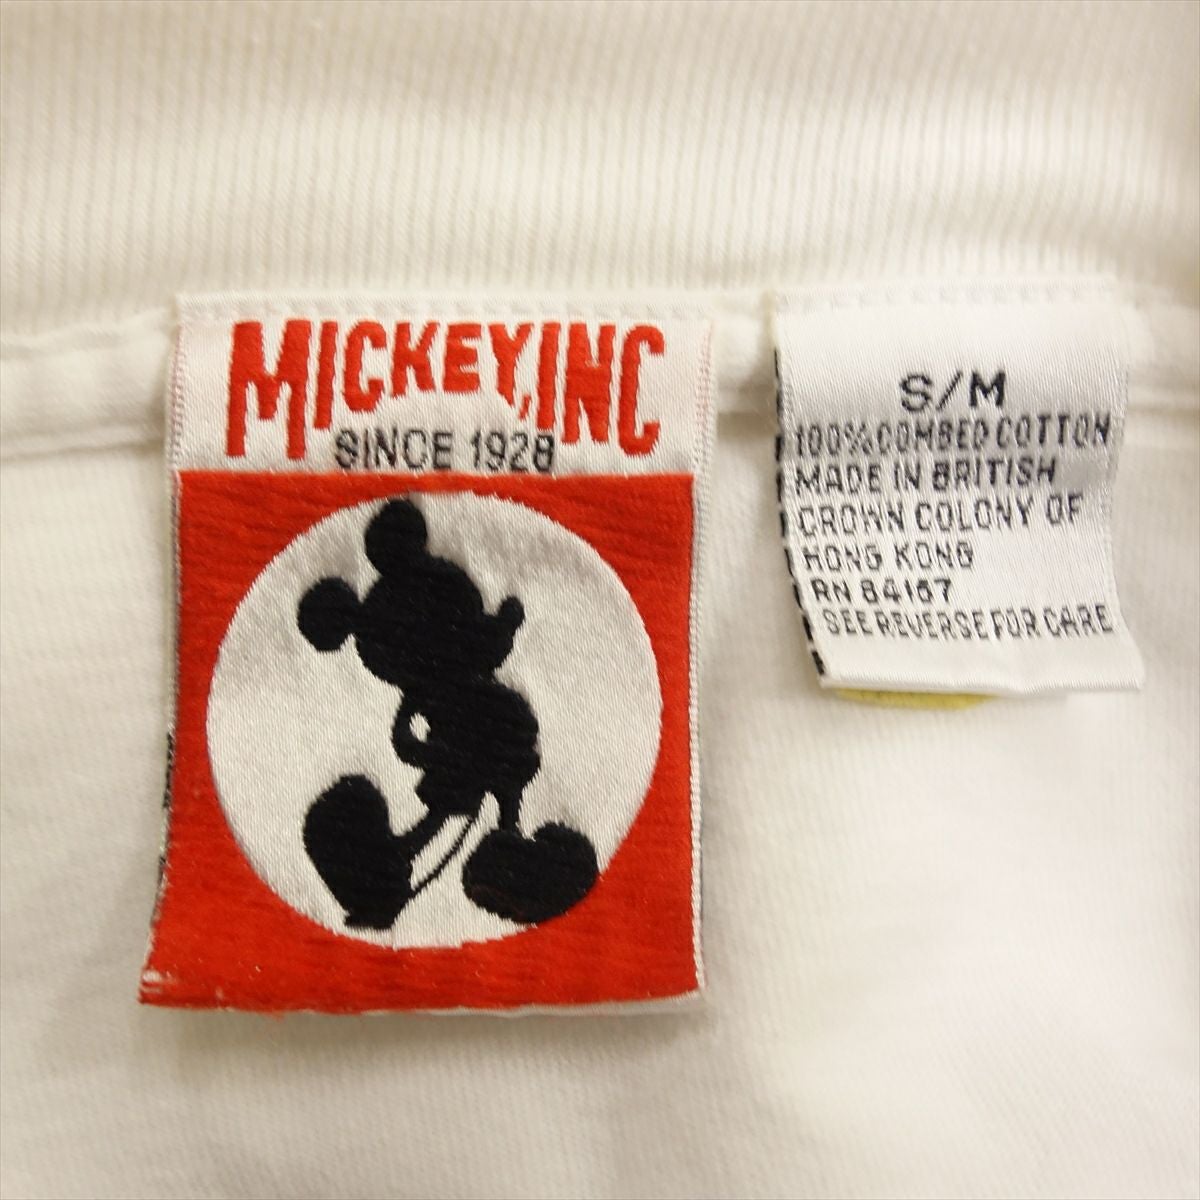 MICKEY, INC
SINCE 1928
S/M
100% COMBED COTTON
MADE IN BRITISH
CROWN COLONY OF
HONG KONG
RN 84167
SEE REVERSE FOR CARE